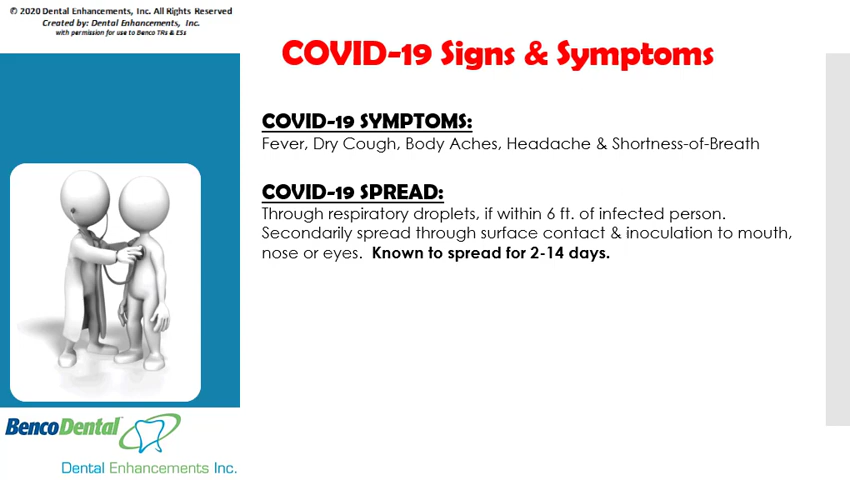 © 2020 Dental Enhancements, Inc. All Rights Reserved
Created by: Dental Enhancements, Inc.
with permission for use to Benco TRs & ESs
COVID-19 Signs & Symptoms
COVID-19 SYMPTOMS:
Fever, Dry Cough, Body Aches, Headache & Shortness-of-Breath
COVID-19 SPREAD:
Through respiratory droplets, if within 6 ft. of infected person.
Secondarily spread through surface contact & inoculation to mouth,
nose or eyes. Known to spread for 2-14 days.
BencoDental™
Dental Enhancements Inc.